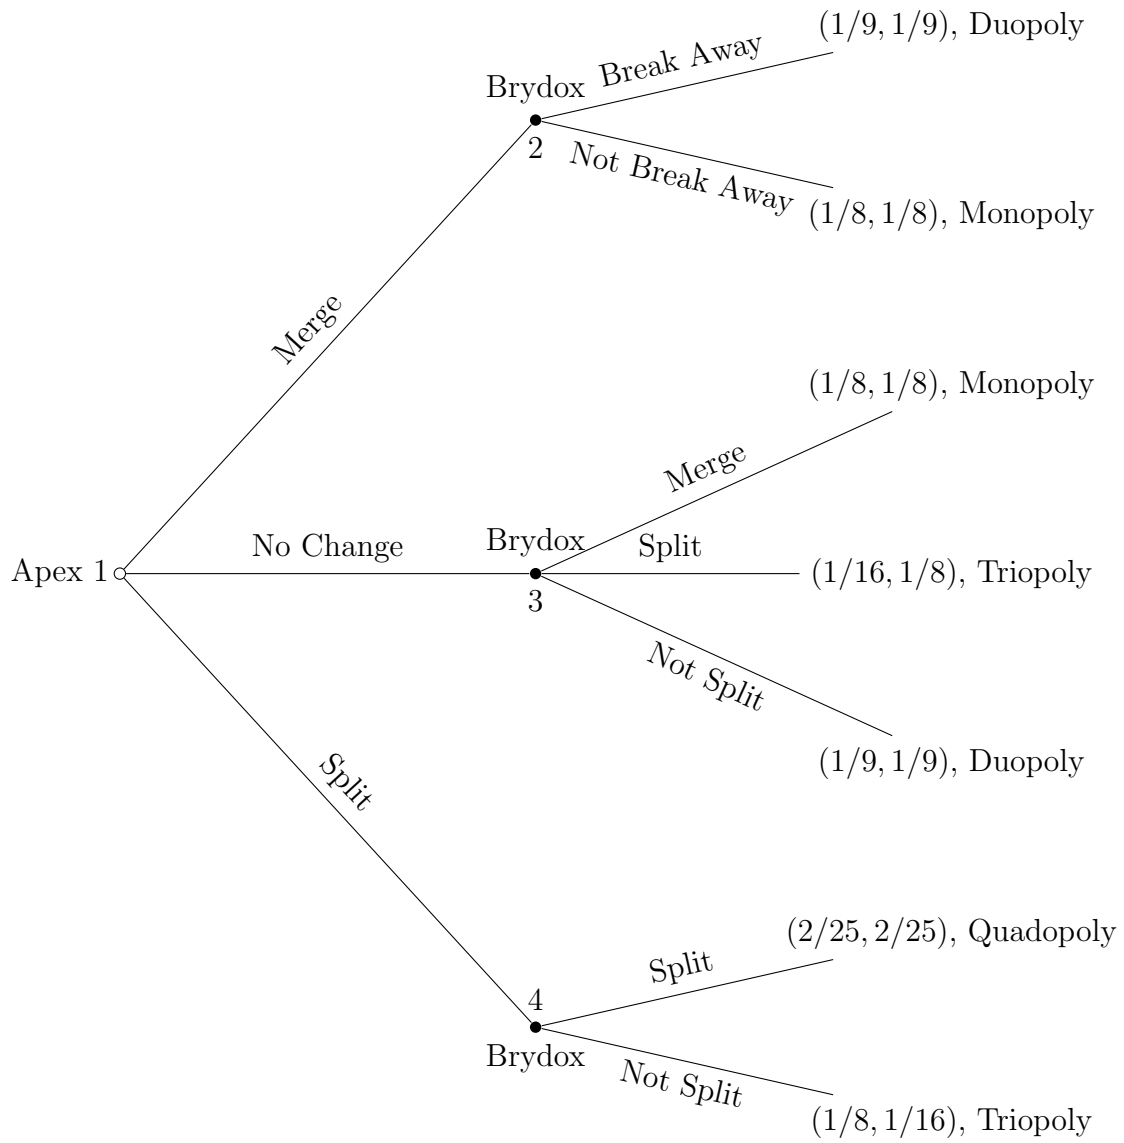 (1/9, 1/9), Duopoly
Break Away
Brydox
2
Not Break Away
(1/8, 1/8), Monopoly
Merge
(1/8, 1/8), Monopoly
Merge
No Change
Brydox
Split
Apex 1
(1/16, 1/8), Triopoly
3
Not Split
(1/9, 1/9), Duopoly
Split
(2/25, 2/25), Quadopoly
Split
4
Brydox
Not Split
(1/8, 1/16), Triopoly